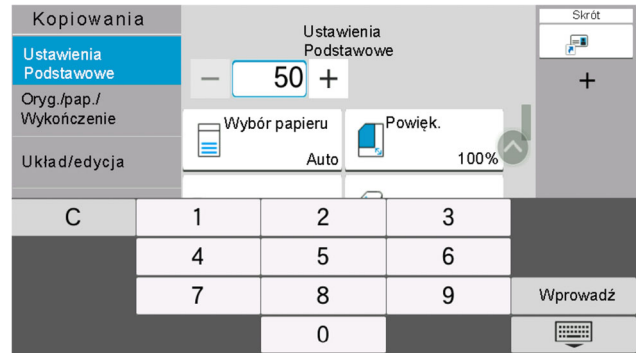 Kopiowania
Ustawienia
Podstawowe
Oryg./pap./
Wykończenie
Układ/edycja
Ustawienia
Podstawowe
− 50 +
Wybór papieru
Auto
Powięk.
100%
Skrót
+
C 1 2 3
4 5 6
7 8 9 Wprowadź
0